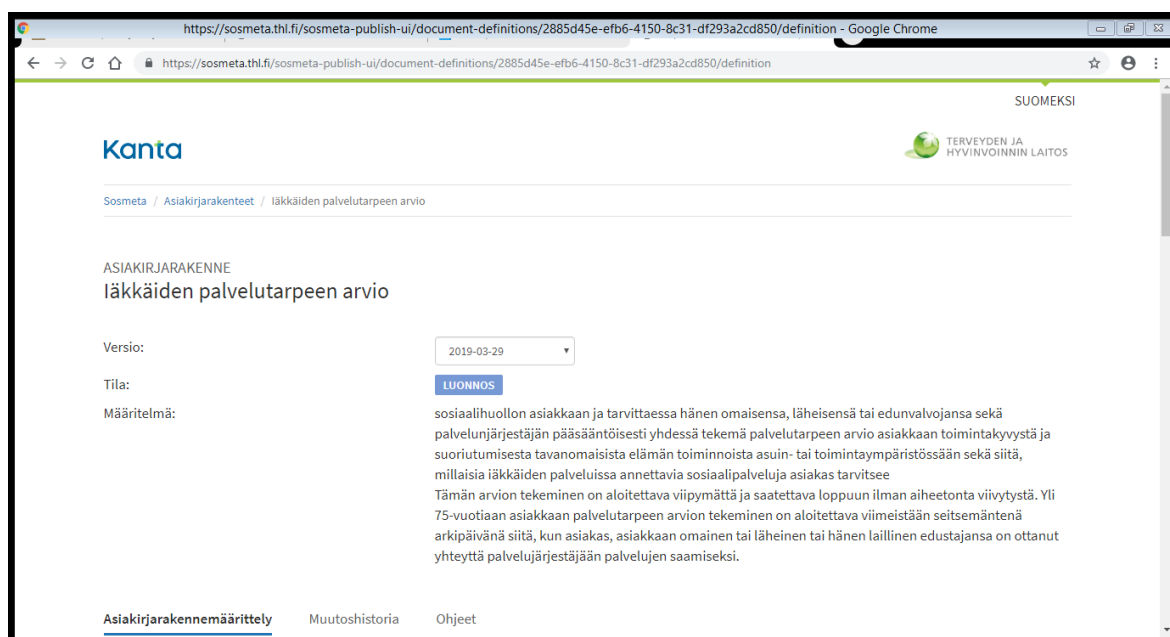 https://sosmeta.thl.fi/sosmeta-publish-ui/document-definitions/2885d45e-efb6-4150-8c31-df293a2cd850/definition - Google Chrome
https://sosmeta.thl.fi/sosmeta-publish-ui/document-definitions/2885d45e-efb6-4150-8c31-df293a2cd850/definition
SUOMEKSI
Kanta
TERVEYDEN JA
HYVINVOINNIN LAITOS
Sosmeta / Asiakirjarakenteet / Iäkkäiden palvelutarpeen arvio
ASIAKIRJARAKENNE
Iäkkäiden palvelutarpeen arvio
Versio: 2019-03-29
Tila: LUONNOS
Määritelmä: sosiaalihuollon asiakkaan ja tarvittaessa hänen omaisensa, läheisensä tai edunvalvojansa sekä
palvelunjärjestäjän pääsääntöisesti yhdessä tekemä palvelutarpeen arvio asiakkaan toimintakyvystä ja
suoriutumisesta tavanomaisista elämän toiminnoista asuin- tai toimintaympäristössään sekä siitä,
millaisia iäkkäiden palveluissa annettavia sosiaalipalveluja asiakas tarvitsee
Tämän arvion tekeminen on aloitettava viipymättä ja saatettava loppuun ilman aiheetonta viivytystä. Yli
75-vuotiaan asiakkaan palvelutarpeen arvion tekeminen on aloitettava viimeistään seitsemäntenä
arkipäivänä siitä, kun asiakas, asiakkaan omainen tai läheinen tai hänen laillinen edustajansa on ottanut
yhteyttä palvelujärjestäjään palvelujen saamiseksi.
Asiakirjarakennemäärittely Muutoshistoria Ohjeet